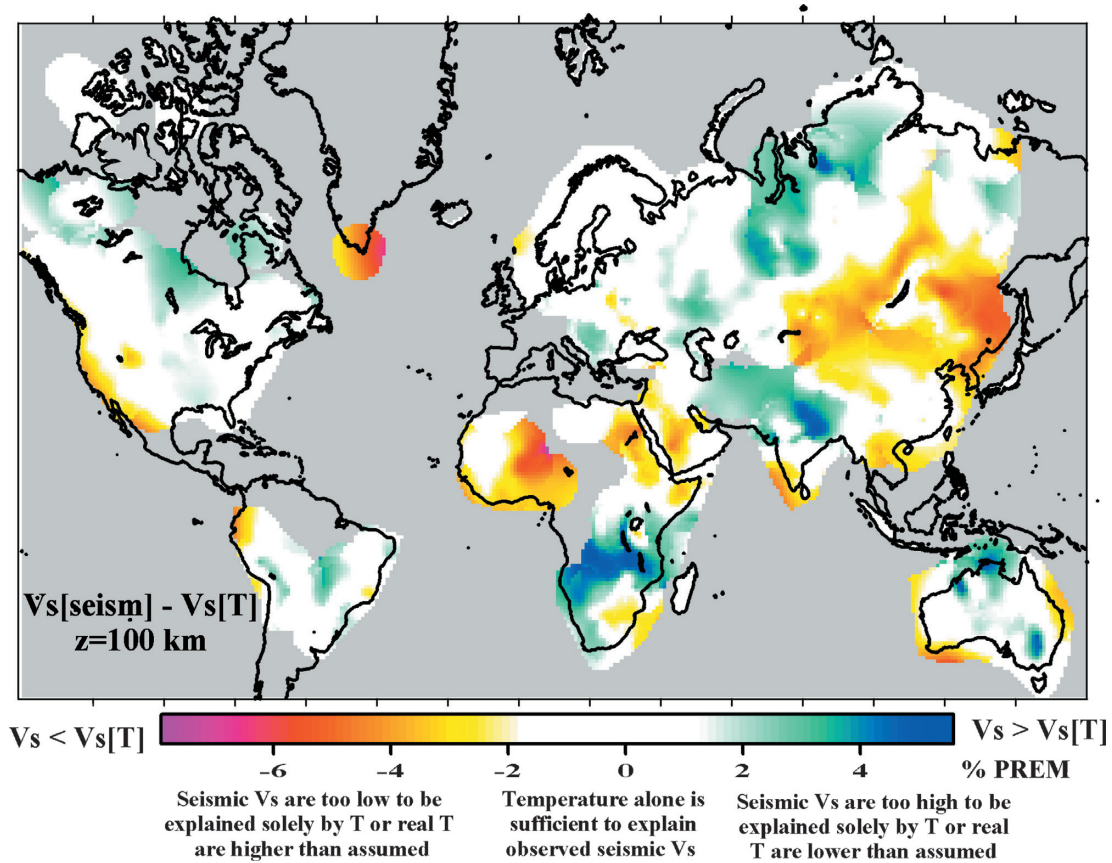 Vs[seism] - Vs[T]
z=100 km
Vs < Vs[T]
Vs > Vs[T]
-6 -4 -2 0 2 4 % PREM
Seismic Vs are too low to be
explained solely by T or real T
are higher than assumed
Temperature alone is
sufficient to explain
observed seismic Vs
Seismic Vs are too high to be
explained solely by T or real
T are lower than assumed